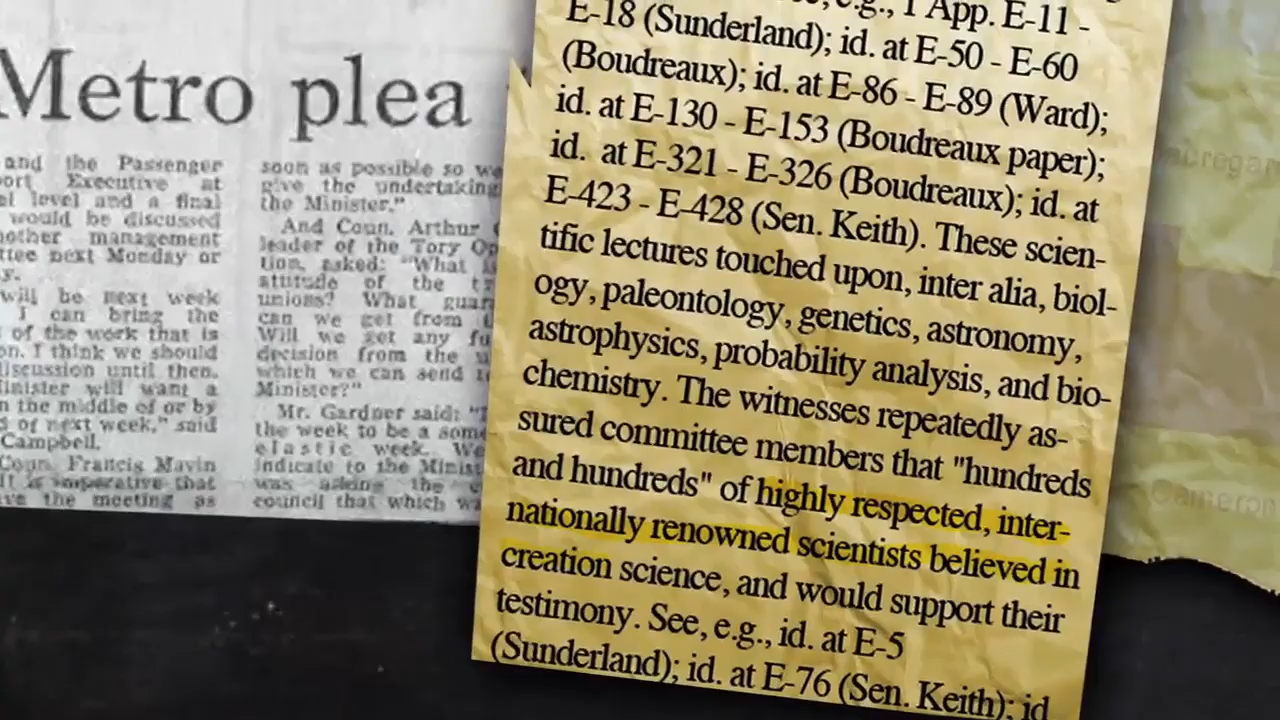 Metro plea
and the Passenger
Executive at
level and a final
would be discussed
management
next Monday or
will be next week
I can bring the
of the work that is
on. I think we should
discussion until then.
Minister will want a
the middle of or by
of next week," said
Campbell.
Coun. Francis Mavin
It is imperative that
the meeting as
soon as possible so we
give the undertaking
the Minister."
And Coun. Arthur
leader of the Tory Op
tion, asked: "What
attitude of the
unions? What guar
can we get from
Will we get any fu
decision from the
which we can send
Minister?"
Mr. Gardner said:
the week to be a some
elastic week. We
indicate to the Minist
was asking the
council that which
e.g., 1 App. E-11 -
E-18 (Sunderland); id. at E-50 - E-60
(Boudreaux); id. at E-86 - E-89 (Ward);
id. at E-130 - E-153 (Boudreaux paper);
id. at E-321 - E-326 (Boudreaux); id. at
E-423 - E-428 (Sen. Keith). These scien-
tific lectures touched upon, inter alia, biol-
ogy, paleontology, genetics, astronomy,
astrophysics, probability analysis, and bio-
chemistry. The witnesses repeatedly as-
sured committee members that "hundreds
and hundreds" of highly respected, inter-
nationally renowned scientists believed in
creation science, and would support their
testimony. See, e.g., id. at E-5
(Sunderland); id. at E-76 (Sen. Keith); id
Cameron